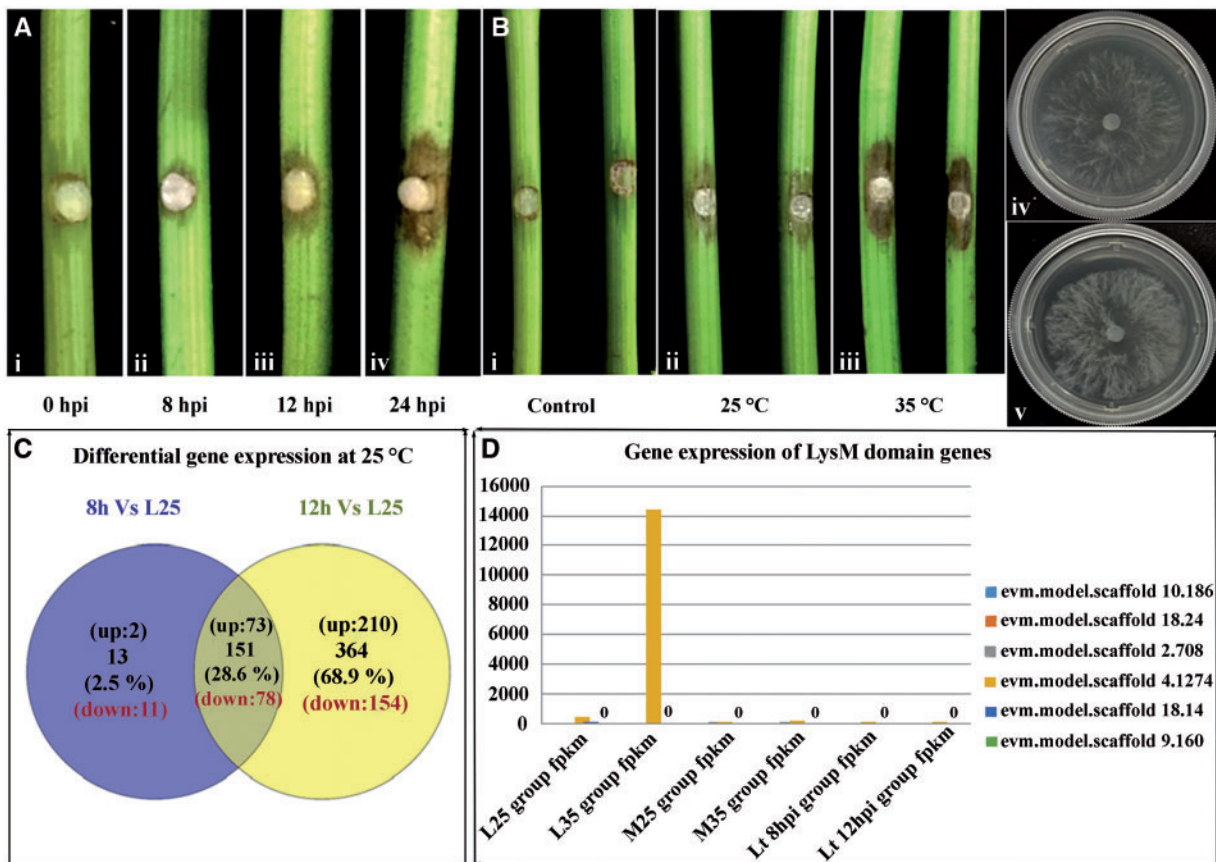 A
B
i
ii
iii
iv
i
ii
iii
iv
v
0 hpi
8 hpi
12 hpi
24 hpi
Control
25 °C
35 °C
C
Differential gene expression at 25 °C
8h Vs L25
12h Vs L25
(up:2)
13
(2.5 %)
(down:11)
(up:73)
151
(28.6 %)
(down:78)
(up:210)
364
(68.9 %)
(down:154)
D
Gene expression of LysM domain genes
16000
14000
12000
10000
8000
6000
4000
2000
0
0
0
0
0
0
0
L25 group fpkm
L35 group fpkm
M25 group fpkm
M35 group fpkm
Lt 8hpi group fpkm
Lt 12hpi group fpkm
evm.model.scaffold 10.186
evm.model.scaffold 18.24
evm.model.scaffold 2.708
evm.model.scaffold 4.1274
evm.model.scaffold 18.14
evm.model.scaffold 9.160